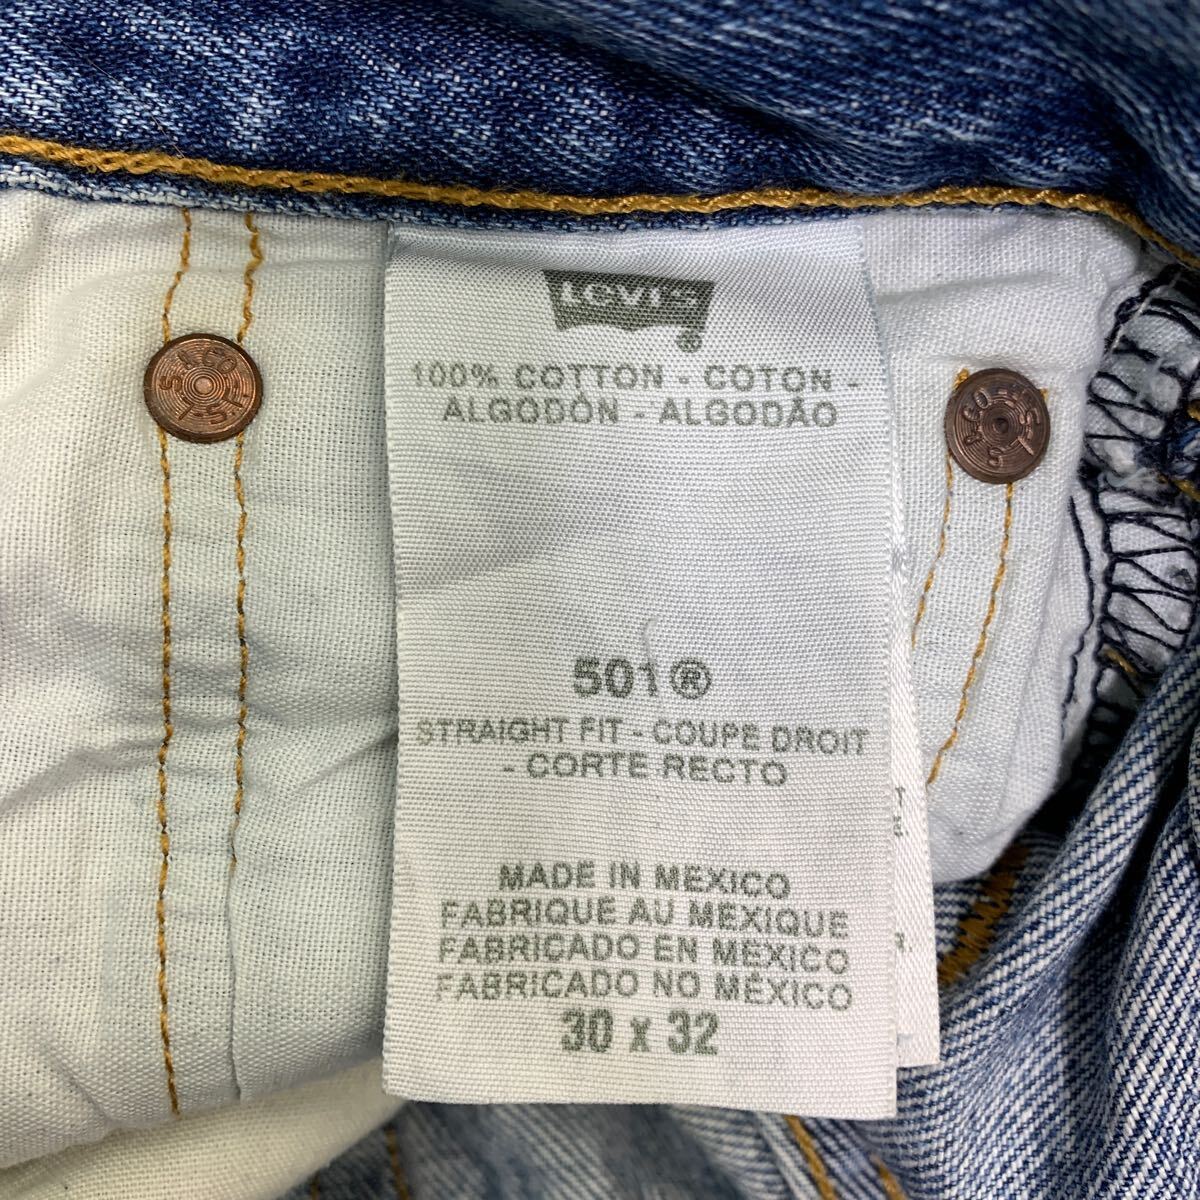 Levi's®
100% COTTON - COTON -
ALGODÓN - ALGODÃO
501®
STRAIGHT FIT - COUPE DROIT
- CORTE RECTO
MADE IN MEXICO
FABRIQUE AU MEXIQUE
FABRICADO EN MEXICO
FABRICADO NO MÉXICO
30 x 32